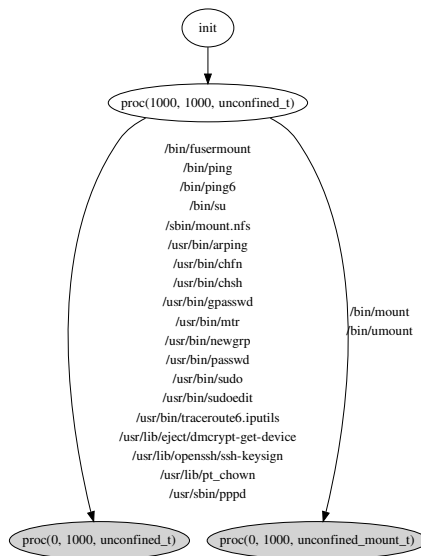 init
proc(1000, 1000, unconfined_t)
/bin/fusermount
/bin/ping
/bin/ping6
/bin/su
/sbin/mount.nfs
/usr/bin/arping
/usr/bin/chfn
/usr/bin/chsh
/usr/bin/gpasswd
/usr/bin/mtr
/usr/bin/newgrp
/usr/bin/passwd
/usr/bin/sudo
/usr/bin/sudoedit
/usr/bin/traceroute6.iputils
/usr/lib/eject/dmcrypt-get-device
/usr/lib/openssh/ssh-keysign
/usr/lib/pt_chown
/usr/sbin/pppd
/bin/mount
/bin/umount
proc(0, 1000, unconfined_t)
proc(0, 1000, unconfined_mount_t)